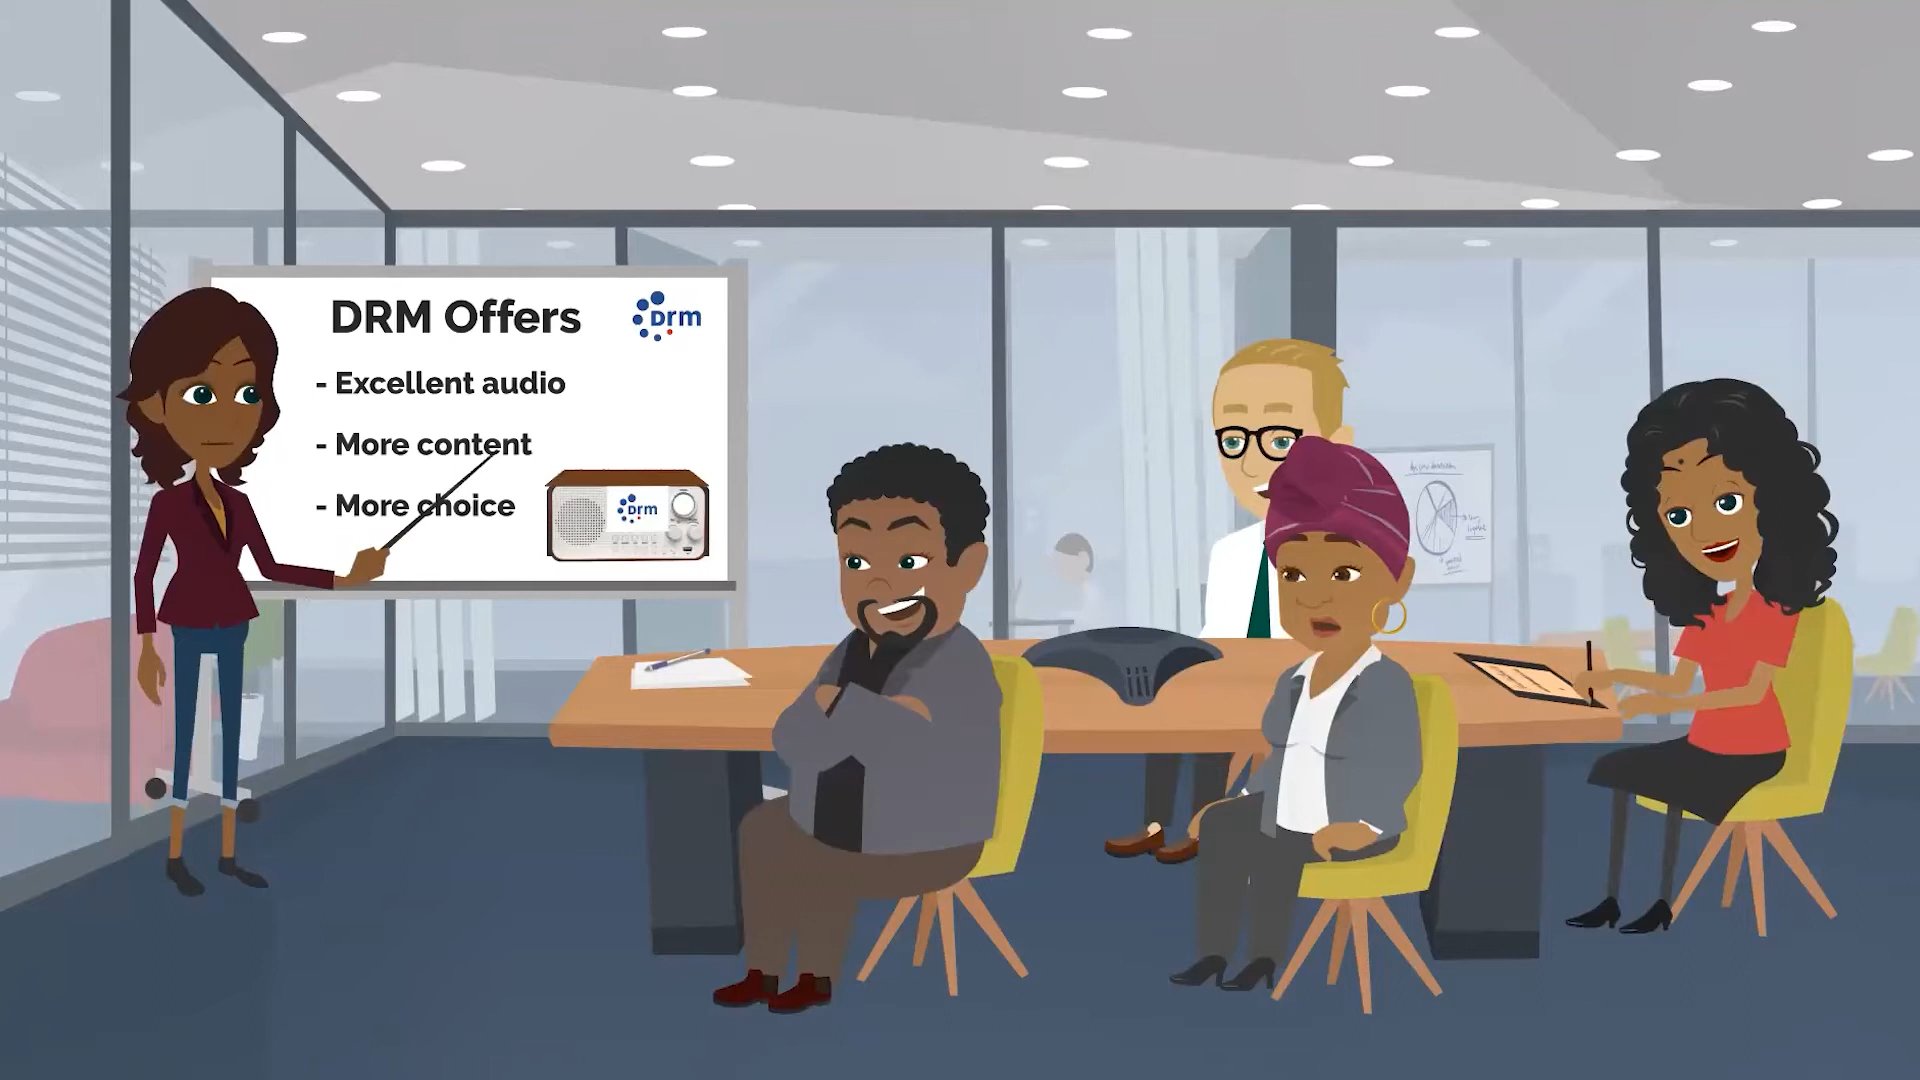 DRM Offers
Drm
- Excellent audio
- More content
- More choice
Drm